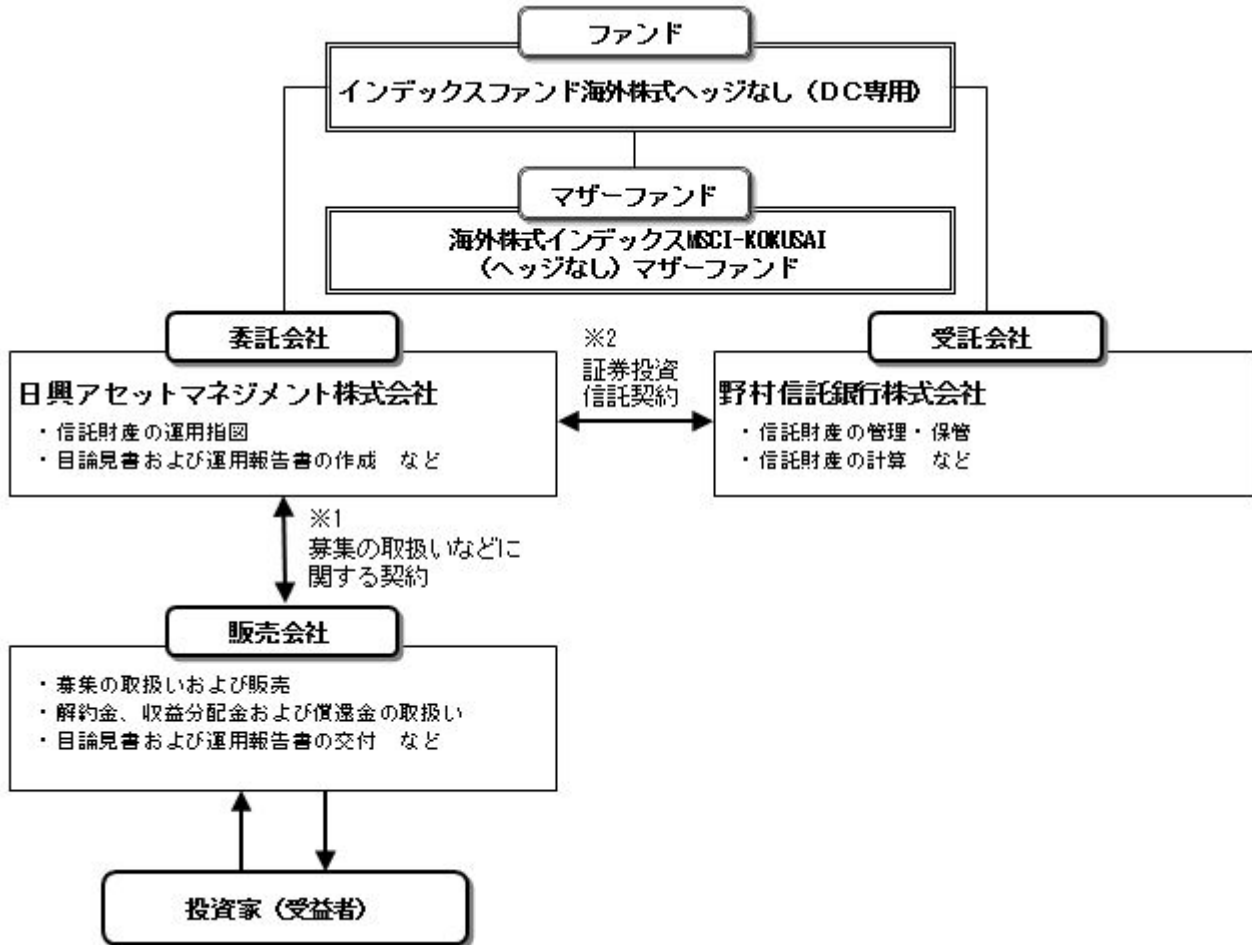 ファンド
インデックスファンド海外株式ヘッジなし（ＤＣ専用）
マザーファンド
海外株式インデックスMSCI-KOKUSAI
（ヘッジなし）マザーファンド
委託会社
日興アセットマネジメント株式会社
・信託財産の運用指図
・目論見書および運用報告書の作成　など
※2
証券投資
信託契約
受託会社
野村信託銀行株式会社
・信託財産の管理・保管
・信託財産の計算　など
※1
募集の取扱いなどに
関する契約
販売会社
・募集の取扱いおよび販売
・解約金、収益分配金および償還金の取扱い
・目論見書および運用報告書の交付　など
投資家（受益者）